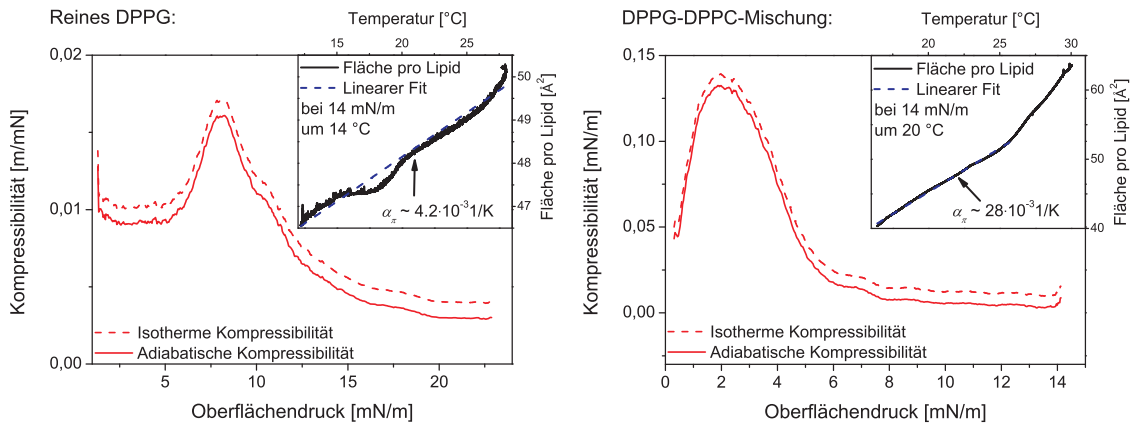 Reines DPPG:
Temperatur [°C]
15 20 25
0,02
0,01
0,00
Kompressibilität [m/mN]
Fläche pro Lipid
Linearer Fit
bei 14 mN/m
um 14 °C
α_π ~ 4.2·10⁻³1/K
50
49
48
47
Fläche pro Lipid [Å²]
Isotherme Kompressibilität
Adiabatische Kompressibilität
5 10 15 20
Oberflächendruck [mN/m]
DPPG-DPPC-Mischung:
Temperatur [°C]
18 22 26 30
0,15
0,10
0,05
0,00
Kompressibilität [mN/m]
Fläche pro Lipid
Linearer Fit
bei 14 mN/m
um 20 °C
α_π ~ 28·10⁻³1/K
60
50
40
Fläche pro Lipid [Å²]
Isotherme Kompressibilität
Adiabatische Kompressibilität
0 2 4 6 8 10 12 14
Oberflächendruck [mN/m]